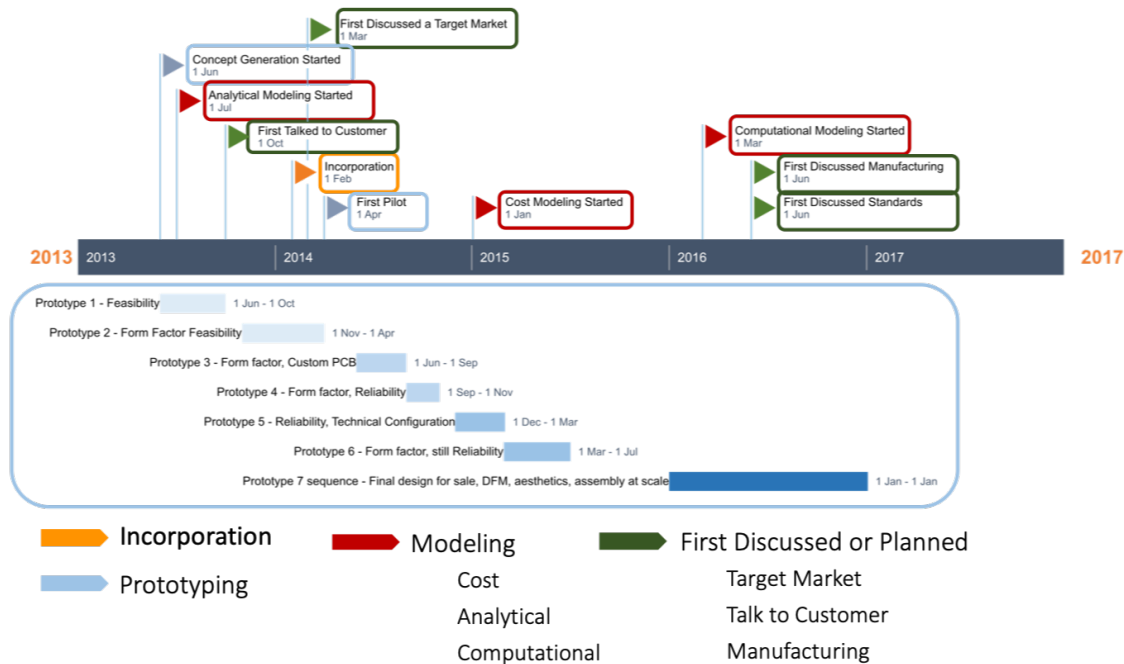 First Discussed a Target Market
1 Mar
Concept Generation Started
1 Jun
Analytical Modeling Started
1 Jul
First Talked to Customer
1 Oct
Computational Modeling Started
1 Mar
Incorporation
1 Feb
First Discussed Manufacturing
1 Jun
First Pilot
1 Apr
Cost Modeling Started
1 Jan
First Discussed Standards
1 Jun
2013 2013 2014 2015 2016 2017 2017
Prototype 1 - Feasibility 1 Jun - 1 Oct
Prototype 2 - Form Factor Feasibility 1 Nov - 1 Apr
Prototype 3 - Form factor, Custom PCB 1 Jun - 1 Sep
Prototype 4 - Form factor, Reliability 1 Sep - 1 Nov
Prototype 5 - Reliability, Technical Configuration 1 Dec - 1 Mar
Prototype 6 - Form factor, still Reliability 1 Mar - 1 Jul
Prototype 7 sequence - Final design for sale, DFM, aesthetics, assembly at scale 1 Jan - 1 Jan
Incorporation
Prototyping
Modeling
Cost
Analytical
Computational
First Discussed or Planned
Target Market
Talk to Customer
Manufacturing